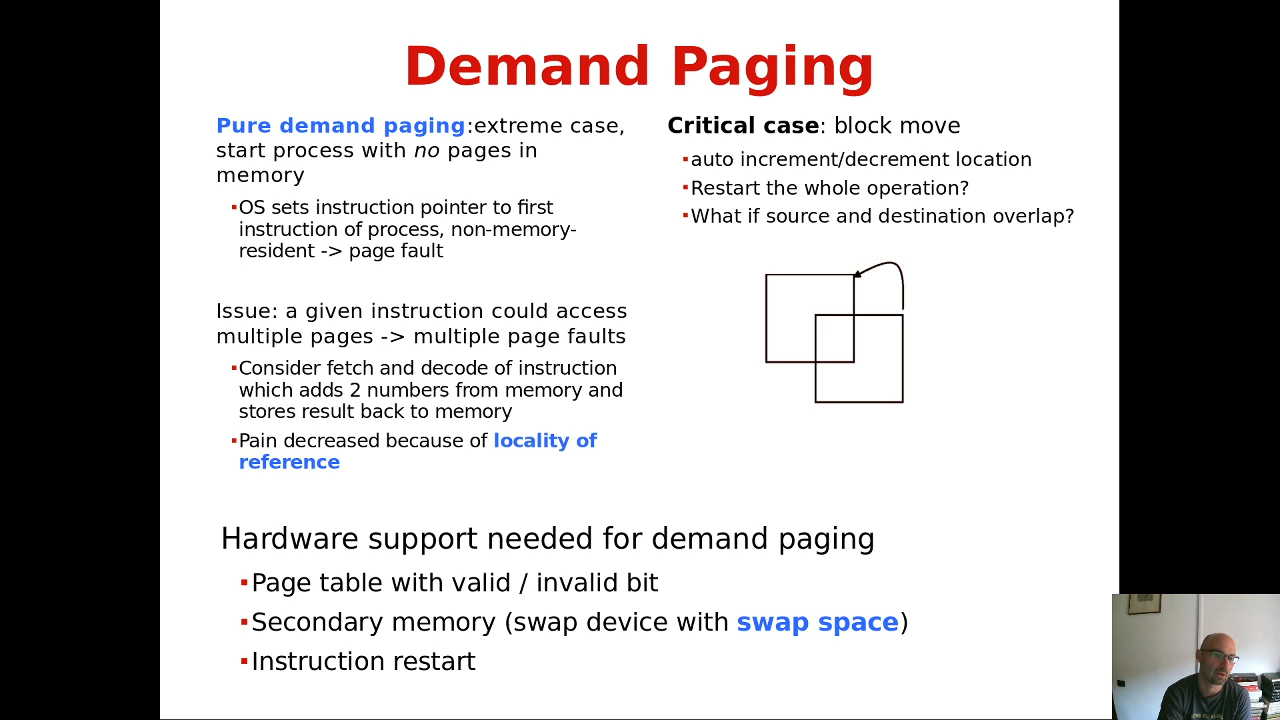 Demand Paging
Pure demand paging:extreme case,
start process with no pages in
memory
▪OS sets instruction pointer to first
instruction of process, non-memory-
resident -> page fault
Issue: a given instruction could access
multiple pages -> multiple page faults
▪Consider fetch and decode of instruction
which adds 2 numbers from memory and
stores result back to memory
▪Pain decreased because of locality of
reference
Critical case: block move
▪auto increment/decrement location
▪Restart the whole operation?
▪What if source and destination overlap?
Hardware support needed for demand paging
▪Page table with valid / invalid bit
▪Secondary memory (swap device with swap space)
▪Instruction restart